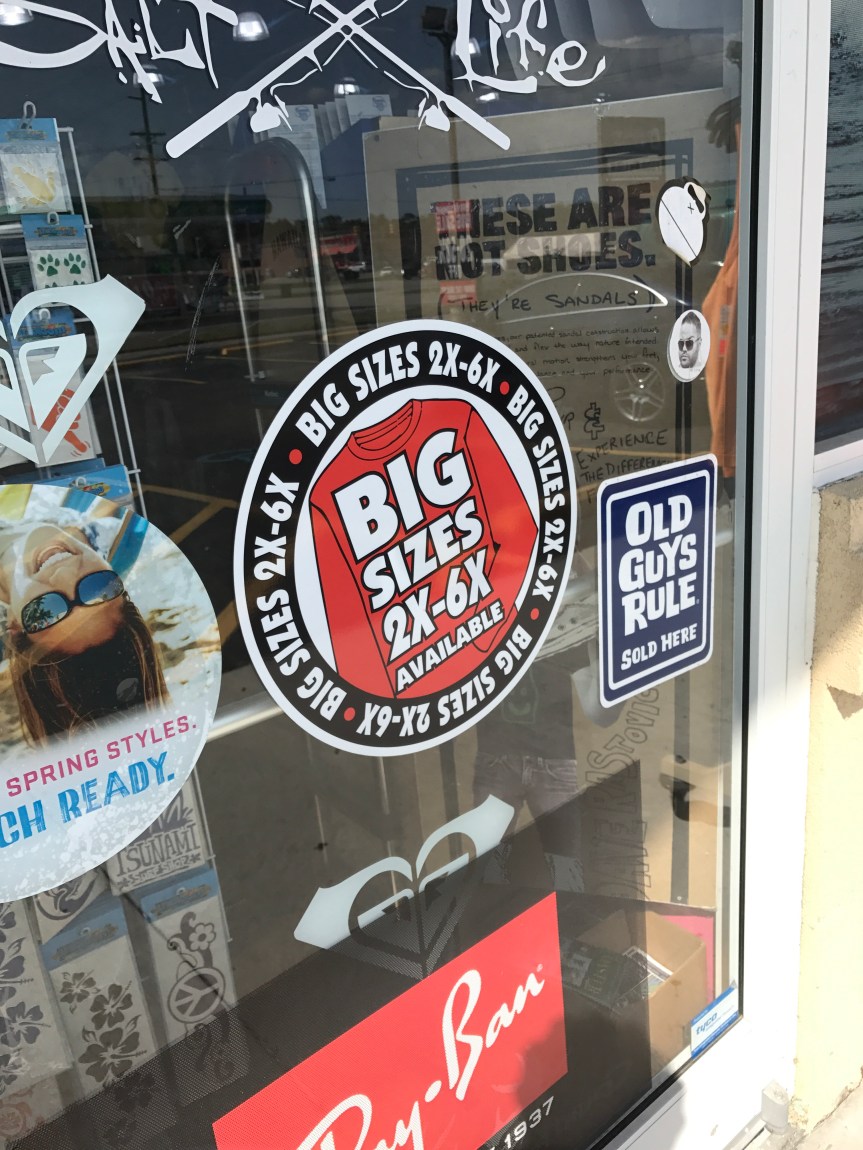 SALT LIFE
THESE ARE
NOT SHOES.
(THEY'RE SANDALS)
&
EXPERIENCE
THE DIFFERENCE
BIG SIZES 2X-6X • BIG SIZES 2X-6X • BIG SIZES 2X-6X • BIG SIZES 2X-6X •
BIG
SIZES
2X-6X
AVAILABLE
OLD
GUYS
RULE
SOLD HERE
SPRING STYLES.
CH READY.
TSUNAMI
Ray-Ban
1937
tyco